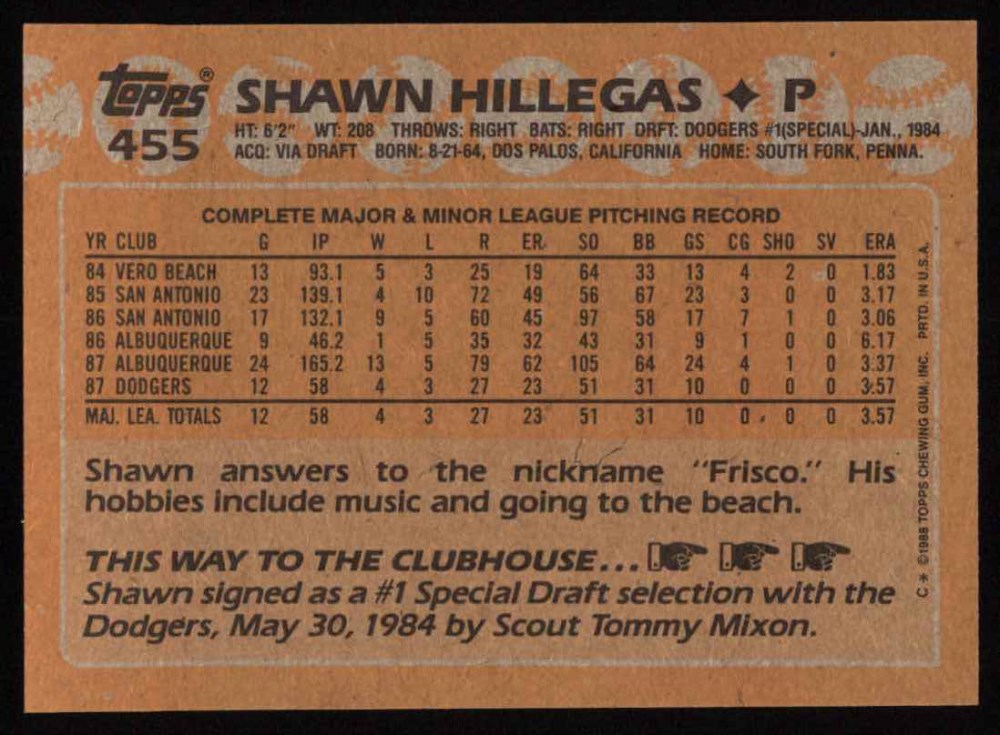 Topps® SHAWN HILLEGAS ♦ P
455
HT: 6'2" WT: 208 THROWS: RIGHT BATS: RIGHT DRFT: DODGERS #1(SPECIAL)-JAN., 1984
ACQ: VIA DRAFT BORN: 8-21-64, DOS PALOS, CALIFORNIA HOME: SOUTH FORK, PENNA.
COMPLETE MAJOR & MINOR LEAGUE PITCHING RECORD
YR CLUB G IP W L R ER SO BB GS CG SHO SV ERA
84 VERO BEACH 13 93.1 5 3 25 19 64 33 13 4 2 0 1.83
85 SAN ANTONIO 23 139.1 4 10 72 49 56 67 23 3 0 0 3.17
86 SAN ANTONIO 17 132.1 9 5 60 45 97 58 17 7 1 0 3.06
86 ALBUQUERQUE 9 46.2 1 5 35 32 43 31 9 1 0 0 6.17
87 ALBUQUERQUE 24 165.2 13 5 79 62 105 64 24 4 1 0 3.37
87 DODGERS 12 58 4 3 27 23 51 31 10 0 0 0 3.57
MAJ. LEA. TOTALS 12 58 4 3 27 23 51 31 10 0 0 0 3.57
Shawn answers to the nickname "Frisco." His
hobbies include music and going to the beach.
THIS WAY TO THE CLUBHOUSE...
Shawn signed as a #1 Special Draft selection with the
Dodgers, May 30, 1984 by Scout Tommy Mixon.
C* ©1988 TOPPS CHEWING GUM, INC. PRTD. IN U.S.A.